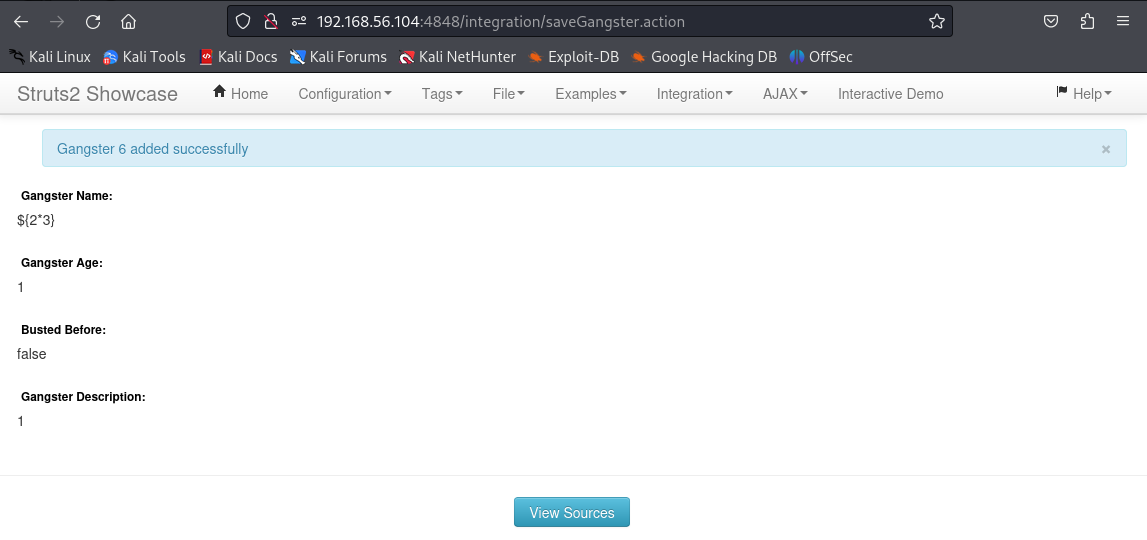 192.168.56.104:4848/integration/saveGangster.action
Kali Linux Kali Tools Kali Docs Kali Forums Kali NetHunter Exploit-DB Google Hacking DB OffSec
Struts2 Showcase Home Configuration Tags File Examples Integration AJAX Interactive Demo Help
Gangster 6 added successfully ×
Gangster Name:
${2*3}
Gangster Age:
1
Busted Before:
false
Gangster Description:
1
View Sources